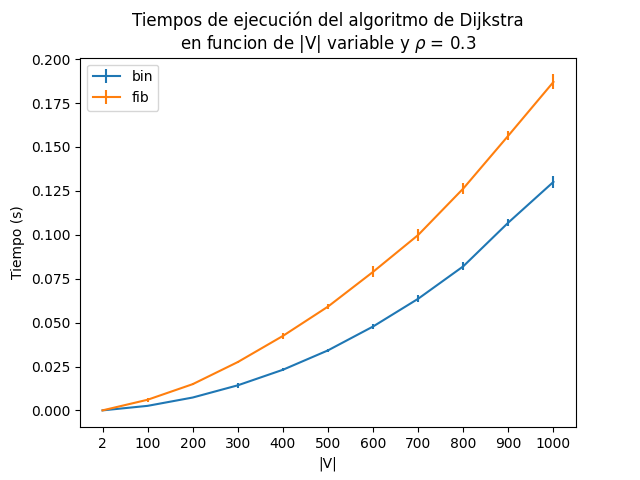 Tiempos de ejecución del algoritmo de Dijkstra
en funcion de |V| variable y ρ = 0.3
bin
fib
Tiempo (s)
0.200
0.175
0.150
0.125
0.100
0.075
0.050
0.025
0.000
2 100 200 300 400 500 600 700 800 900 1000
|V|